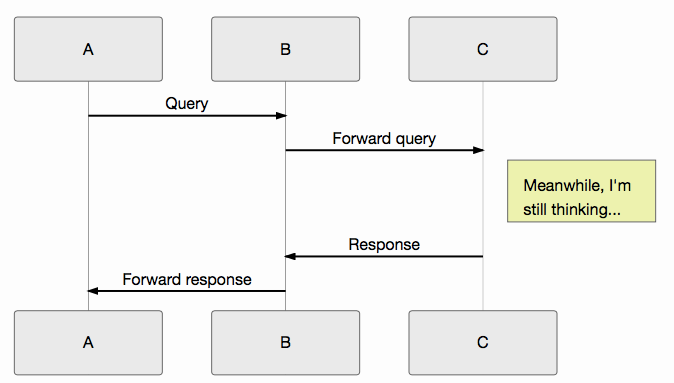 A
B
C
Query
Forward query
Meanwhile, I'm
still thinking...
Response
Forward response
A
B
C